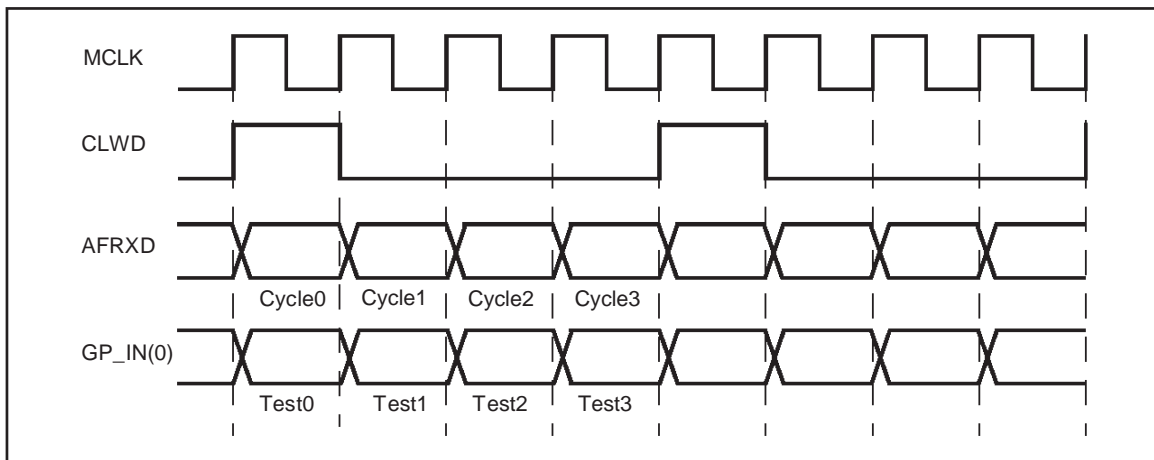 MCLK
CLWD
AFRXD
Cycle0 Cycle1 Cycle2 Cycle3
GP_IN(0)
Test0 Test1 Test2 Test3